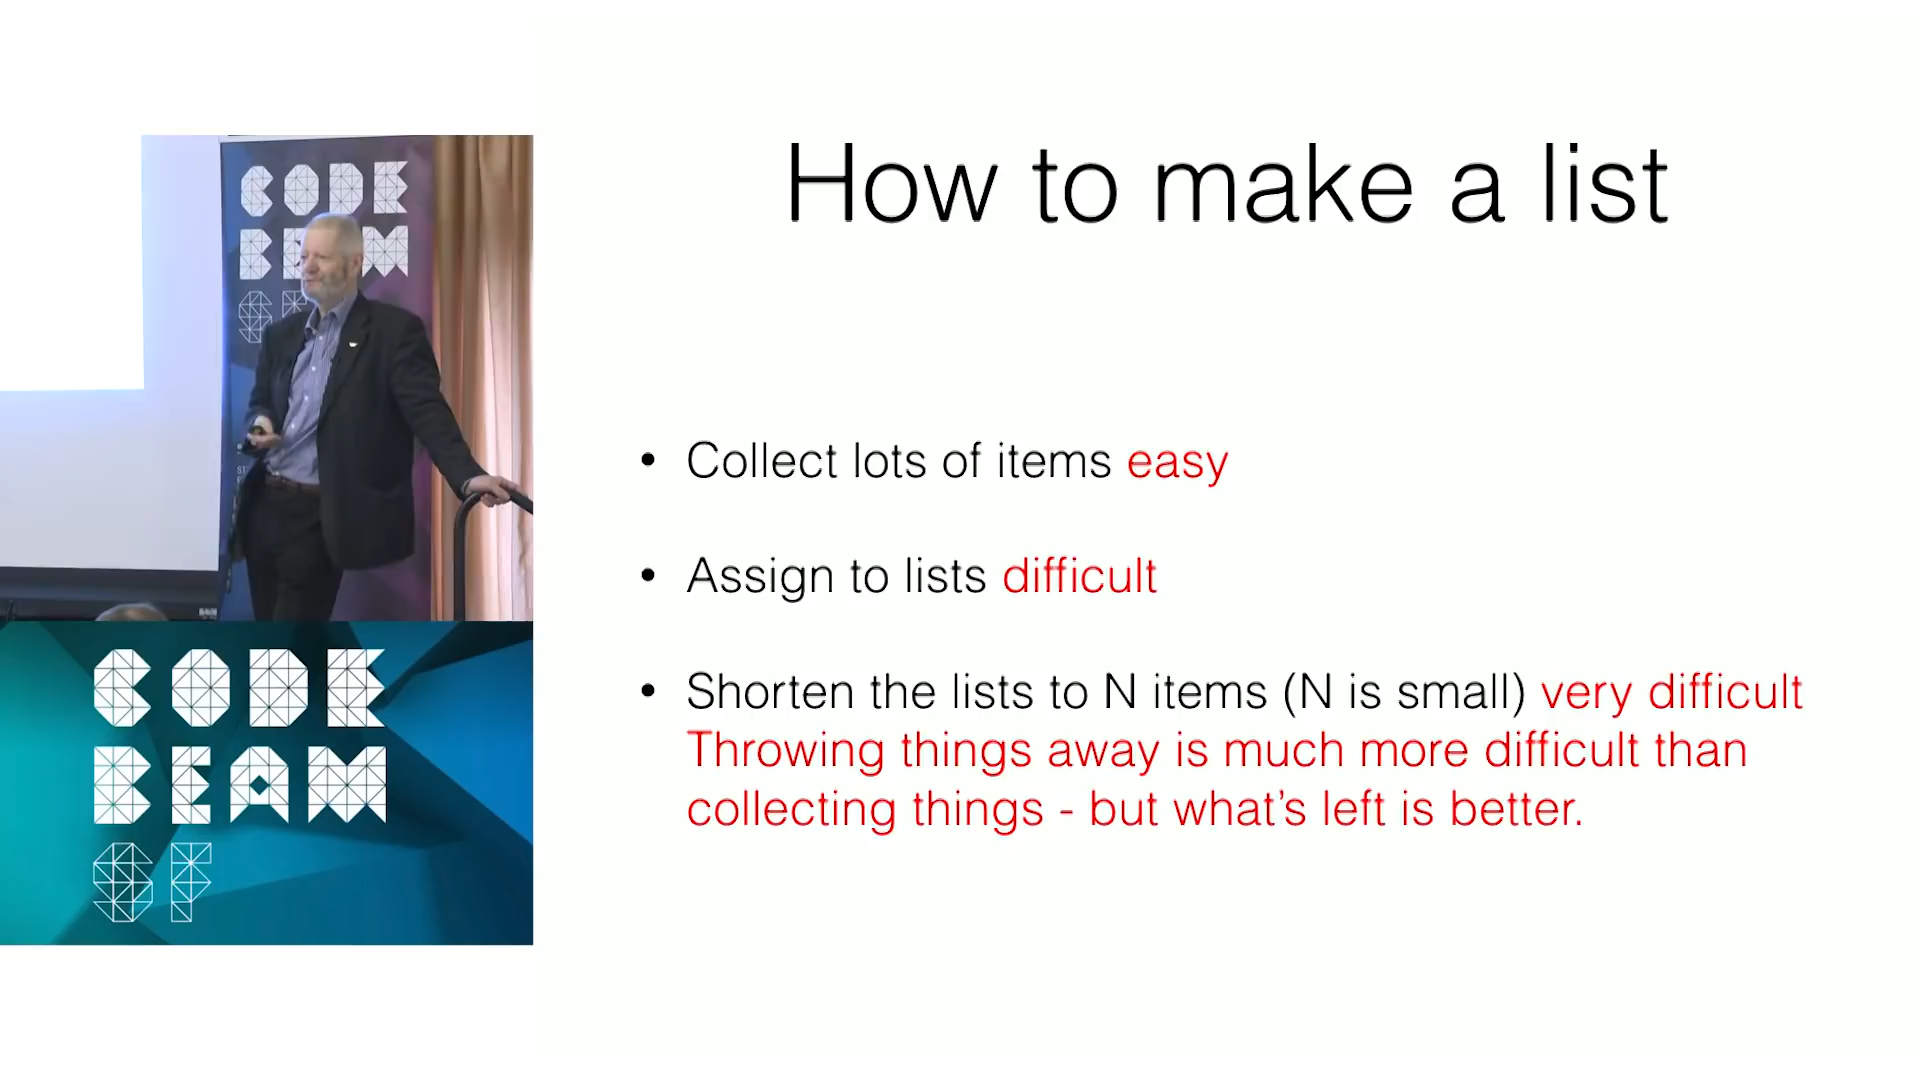 CODE
BEAM
SF
CODE
BEAM
SF
How to make a list
• Collect lots of items easy
• Assign to lists difficult
• Shorten the lists to N items (N is small) very difficult
Throwing things away is much more difficult than
collecting things - but what's left is better.